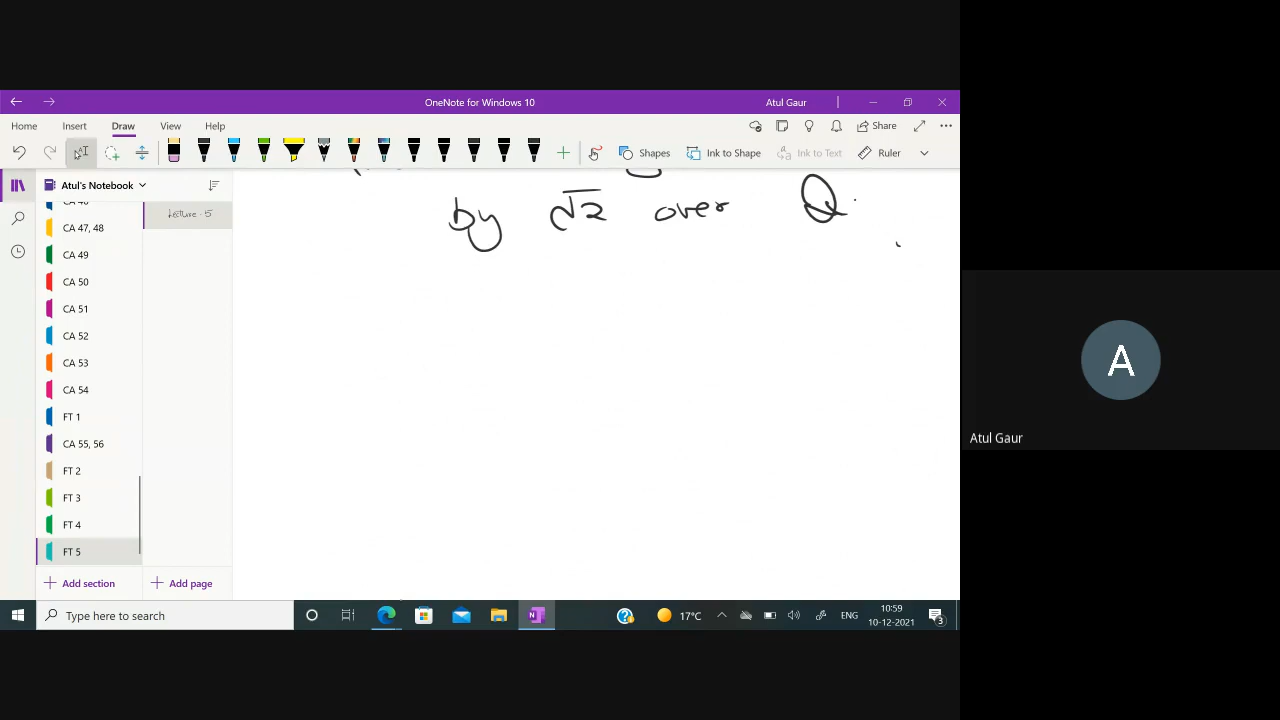 OneNote for Windows 10
Atul Gaur
Home Insert Draw View Help
Share
Shapes
Ink to Shape
Ink to Text
Ruler
Atul's Notebook
Lecture - 5
CA 47, 48
CA 49
CA 50
CA 51
CA 52
CA 53
CA 54
FT 1
CA 55, 56
FT 2
FT 3
FT 4
FT 5
Add section
Add page
by √2 over Q.
A
Atul Gaur
Type here to search
17°C
ENG
10:59
10-12-2021
3